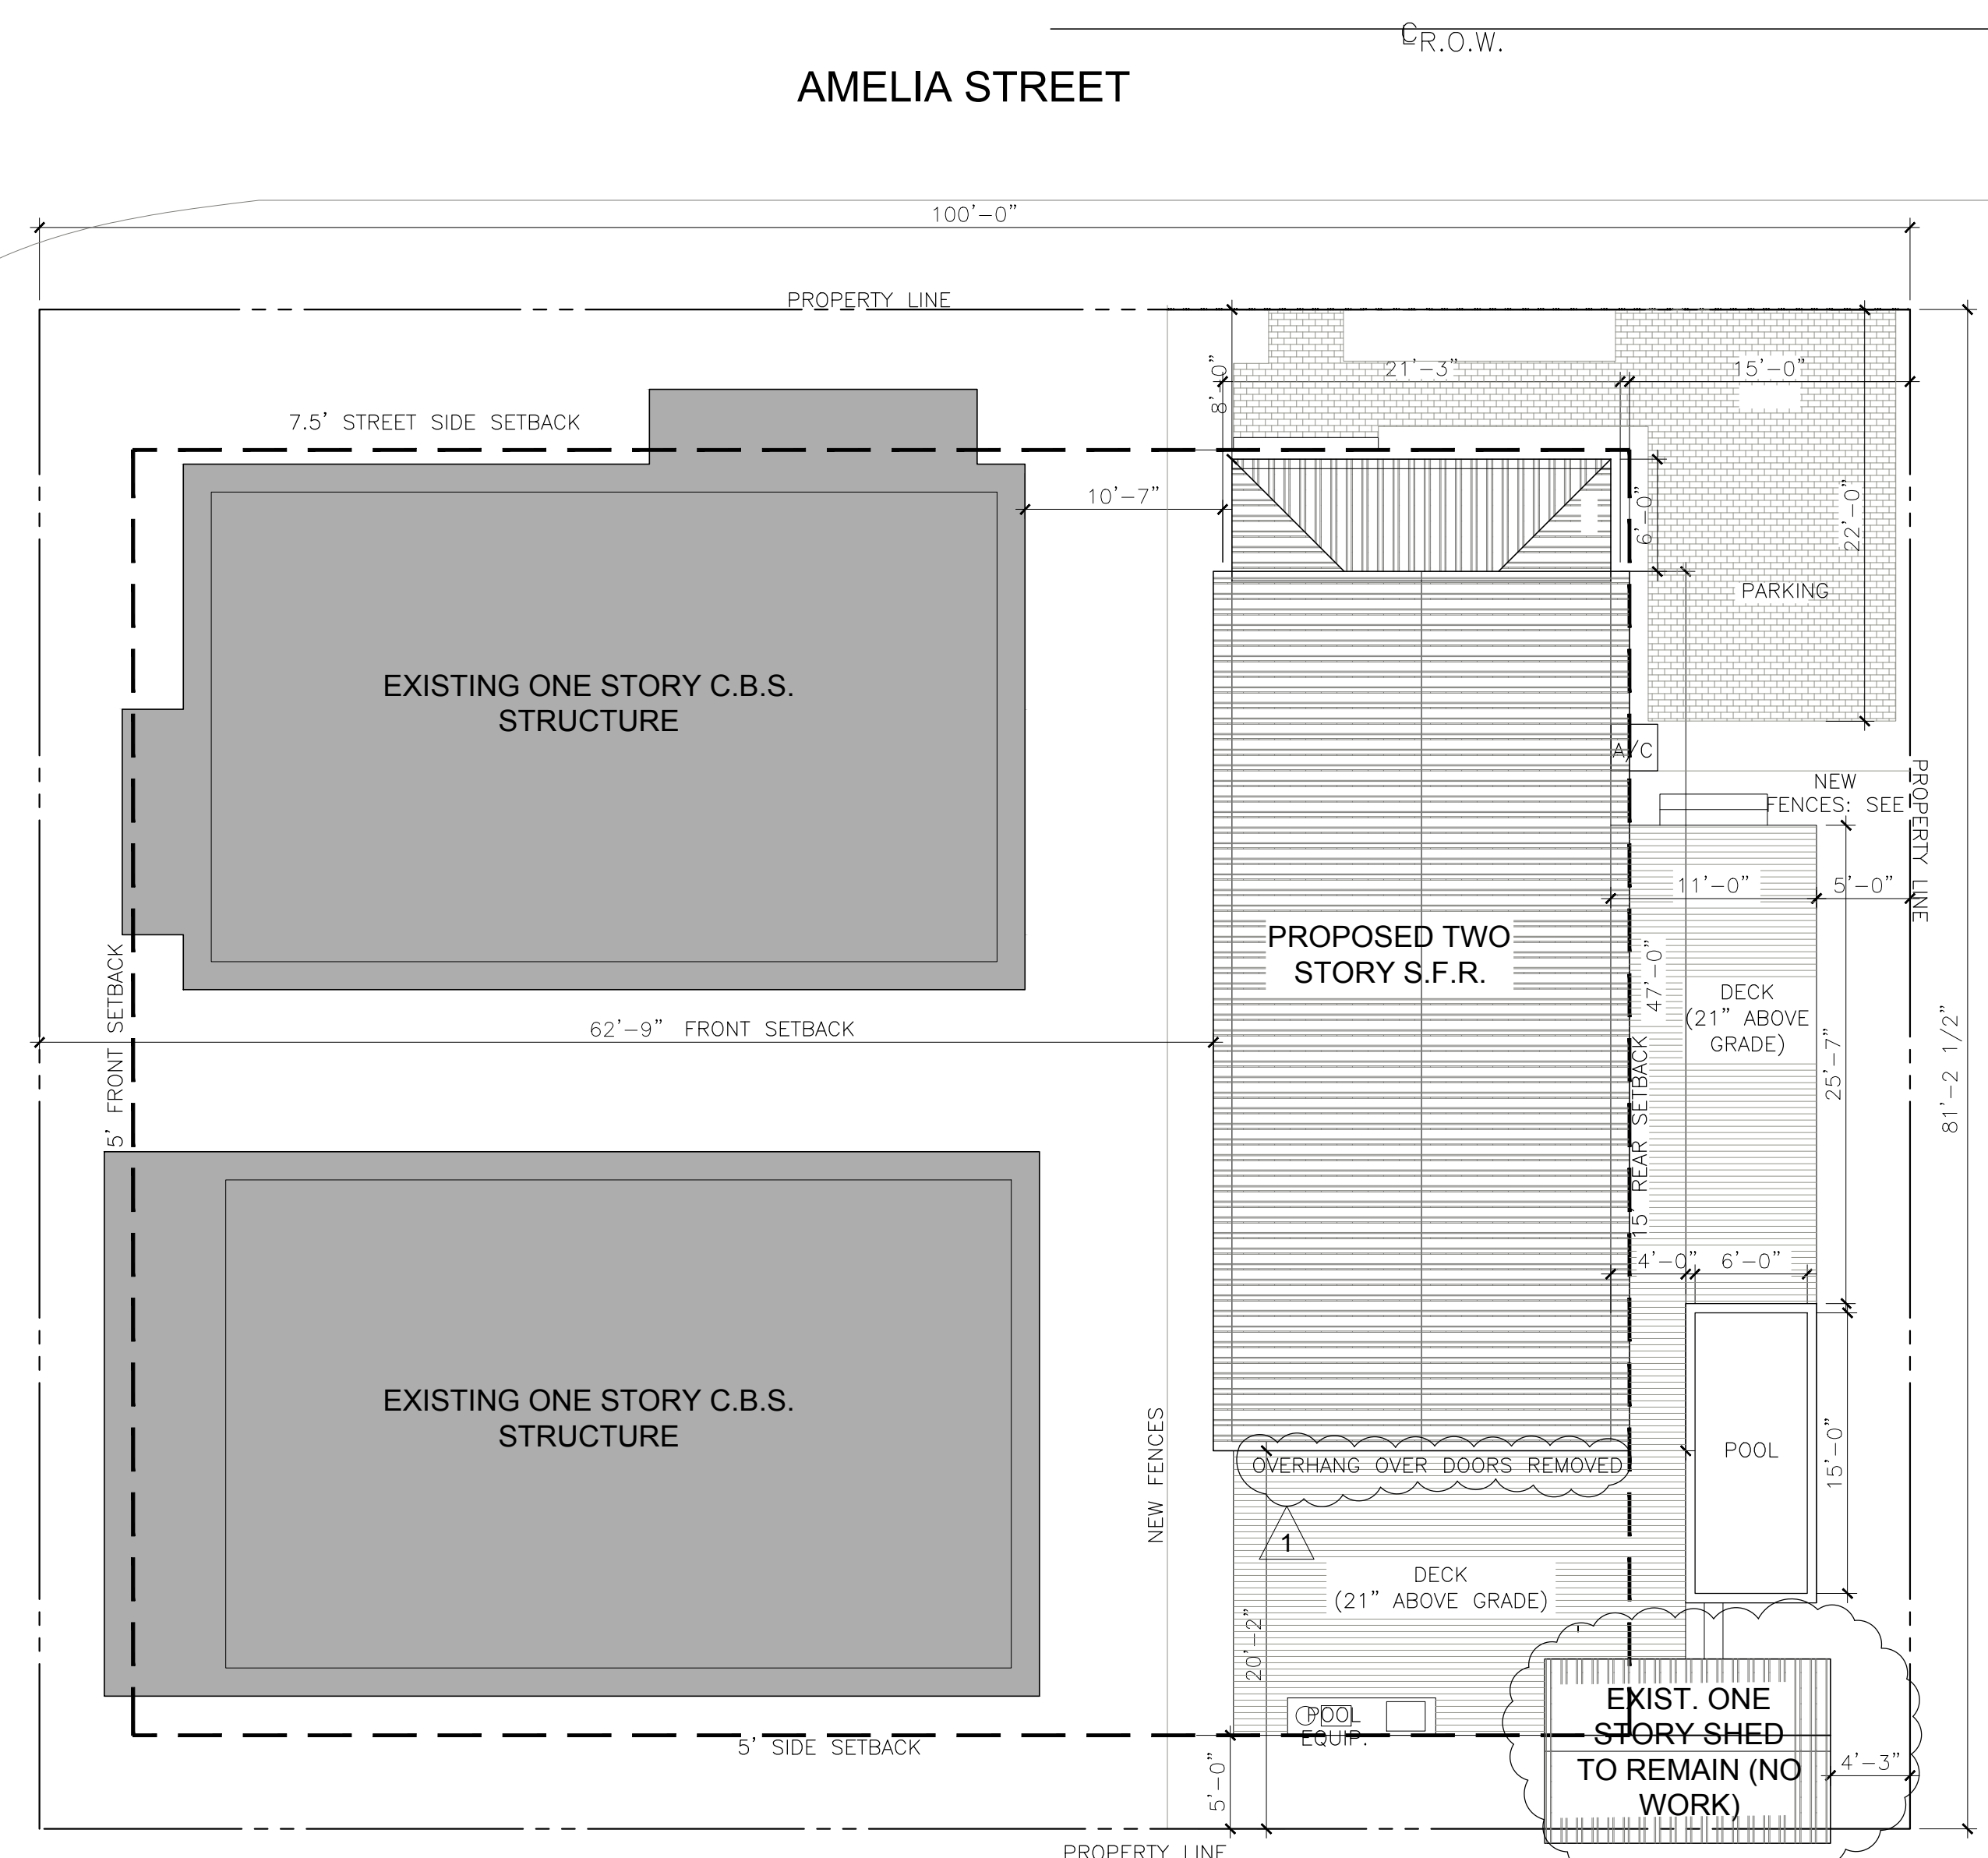 ℄ R.O.W.
AMELIA STREET
100'-0"
PROPERTY LINE
8'-0"
21'-3"
15'-0"
7.5' STREET SIDE SETBACK
10'-7"
6'-0"
22'-0"
PARKING
EXISTING ONE STORY C.B.S.
STRUCTURE
A/C
NEW
FENCES: SEE
PROPERTY LINE
11'-0"
5'-0"
PROPOSED TWO
STORY S.F.R.
47'-0"
DECK
(21" ABOVE
GRADE)
5' FRONT SETBACK
62'-9" FRONT SETBACK
25'-7"
81'-2 1/2"
15' REAR SETBACK
4'-0"
6'-0"
EXISTING ONE STORY C.B.S.
STRUCTURE
NEW FENCES
OVERHANG OVER DOORS REMOVED
POOL
15'-0"
1
DECK
(21" ABOVE GRADE)
20'-2"
POOL
EQUIP.
5' SIDE SETBACK
EXIST. ONE
STORY SHED
TO REMAIN (NO
WORK)
4'-3"
5'-0"
PROPERTY LINE